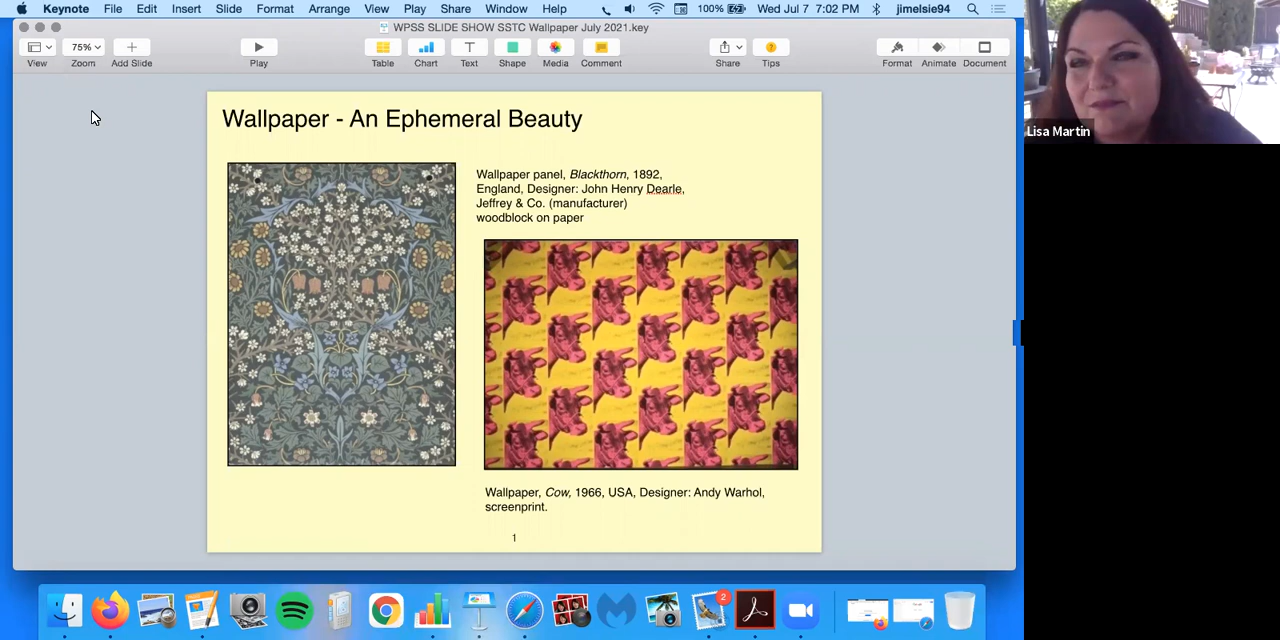 Keynote File Edit Insert Slide Format Arrange View Play Share Window Help 100% Wed Jul 7 7:02 PM jimelsie94
WPSS SLIDE SHOW SSTC Wallpaper July 2021.key
75%
View Zoom Add Slide Play Table Chart Text Shape Media Comment Share Tips Format Animate Document
Lisa Martin
Wallpaper - An Ephemeral Beauty
Wallpaper panel, Blackthorn, 1892,
England, Designer: John Henry Dearle,
Jeffrey & Co. (manufacturer)
woodblock on paper
Wallpaper, Cow, 1966, USA, Designer: Andy Warhol,
screenprint.
1
2